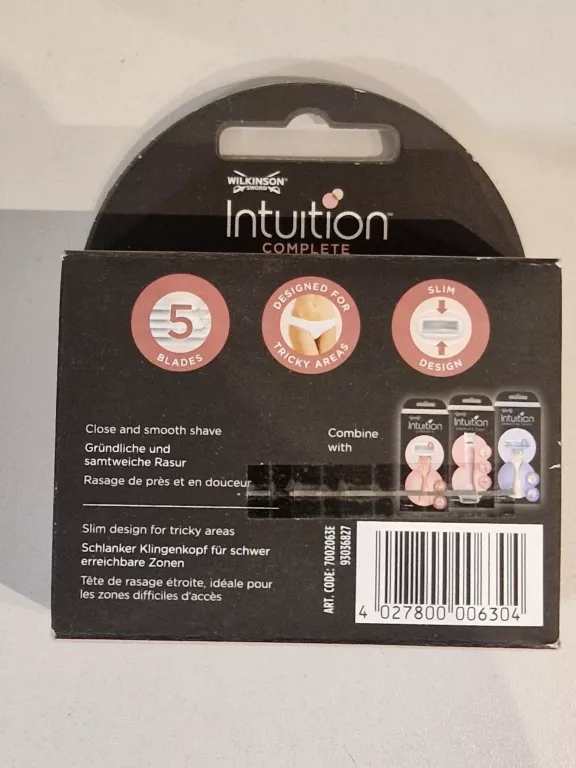 WILKINSON
SWORD
Intuition™
COMPLETE
5
BLADES
DESIGNED FOR
TRICKY AREAS
SLIM
DESIGN
Close and smooth shave
Gründliche und
samtweiche Rasur
Rasage de près et en douceur
Combine
with
Intuition
Intuition
Intuition
Slim design for tricky areas
Schlanker Klingenkopf für schwer
erreichbare Zonen
Tête de rasage étroite, idéale pour
les zones difficiles d'accès
ART. CODE: 7002063E
93036827
4 027800 006304